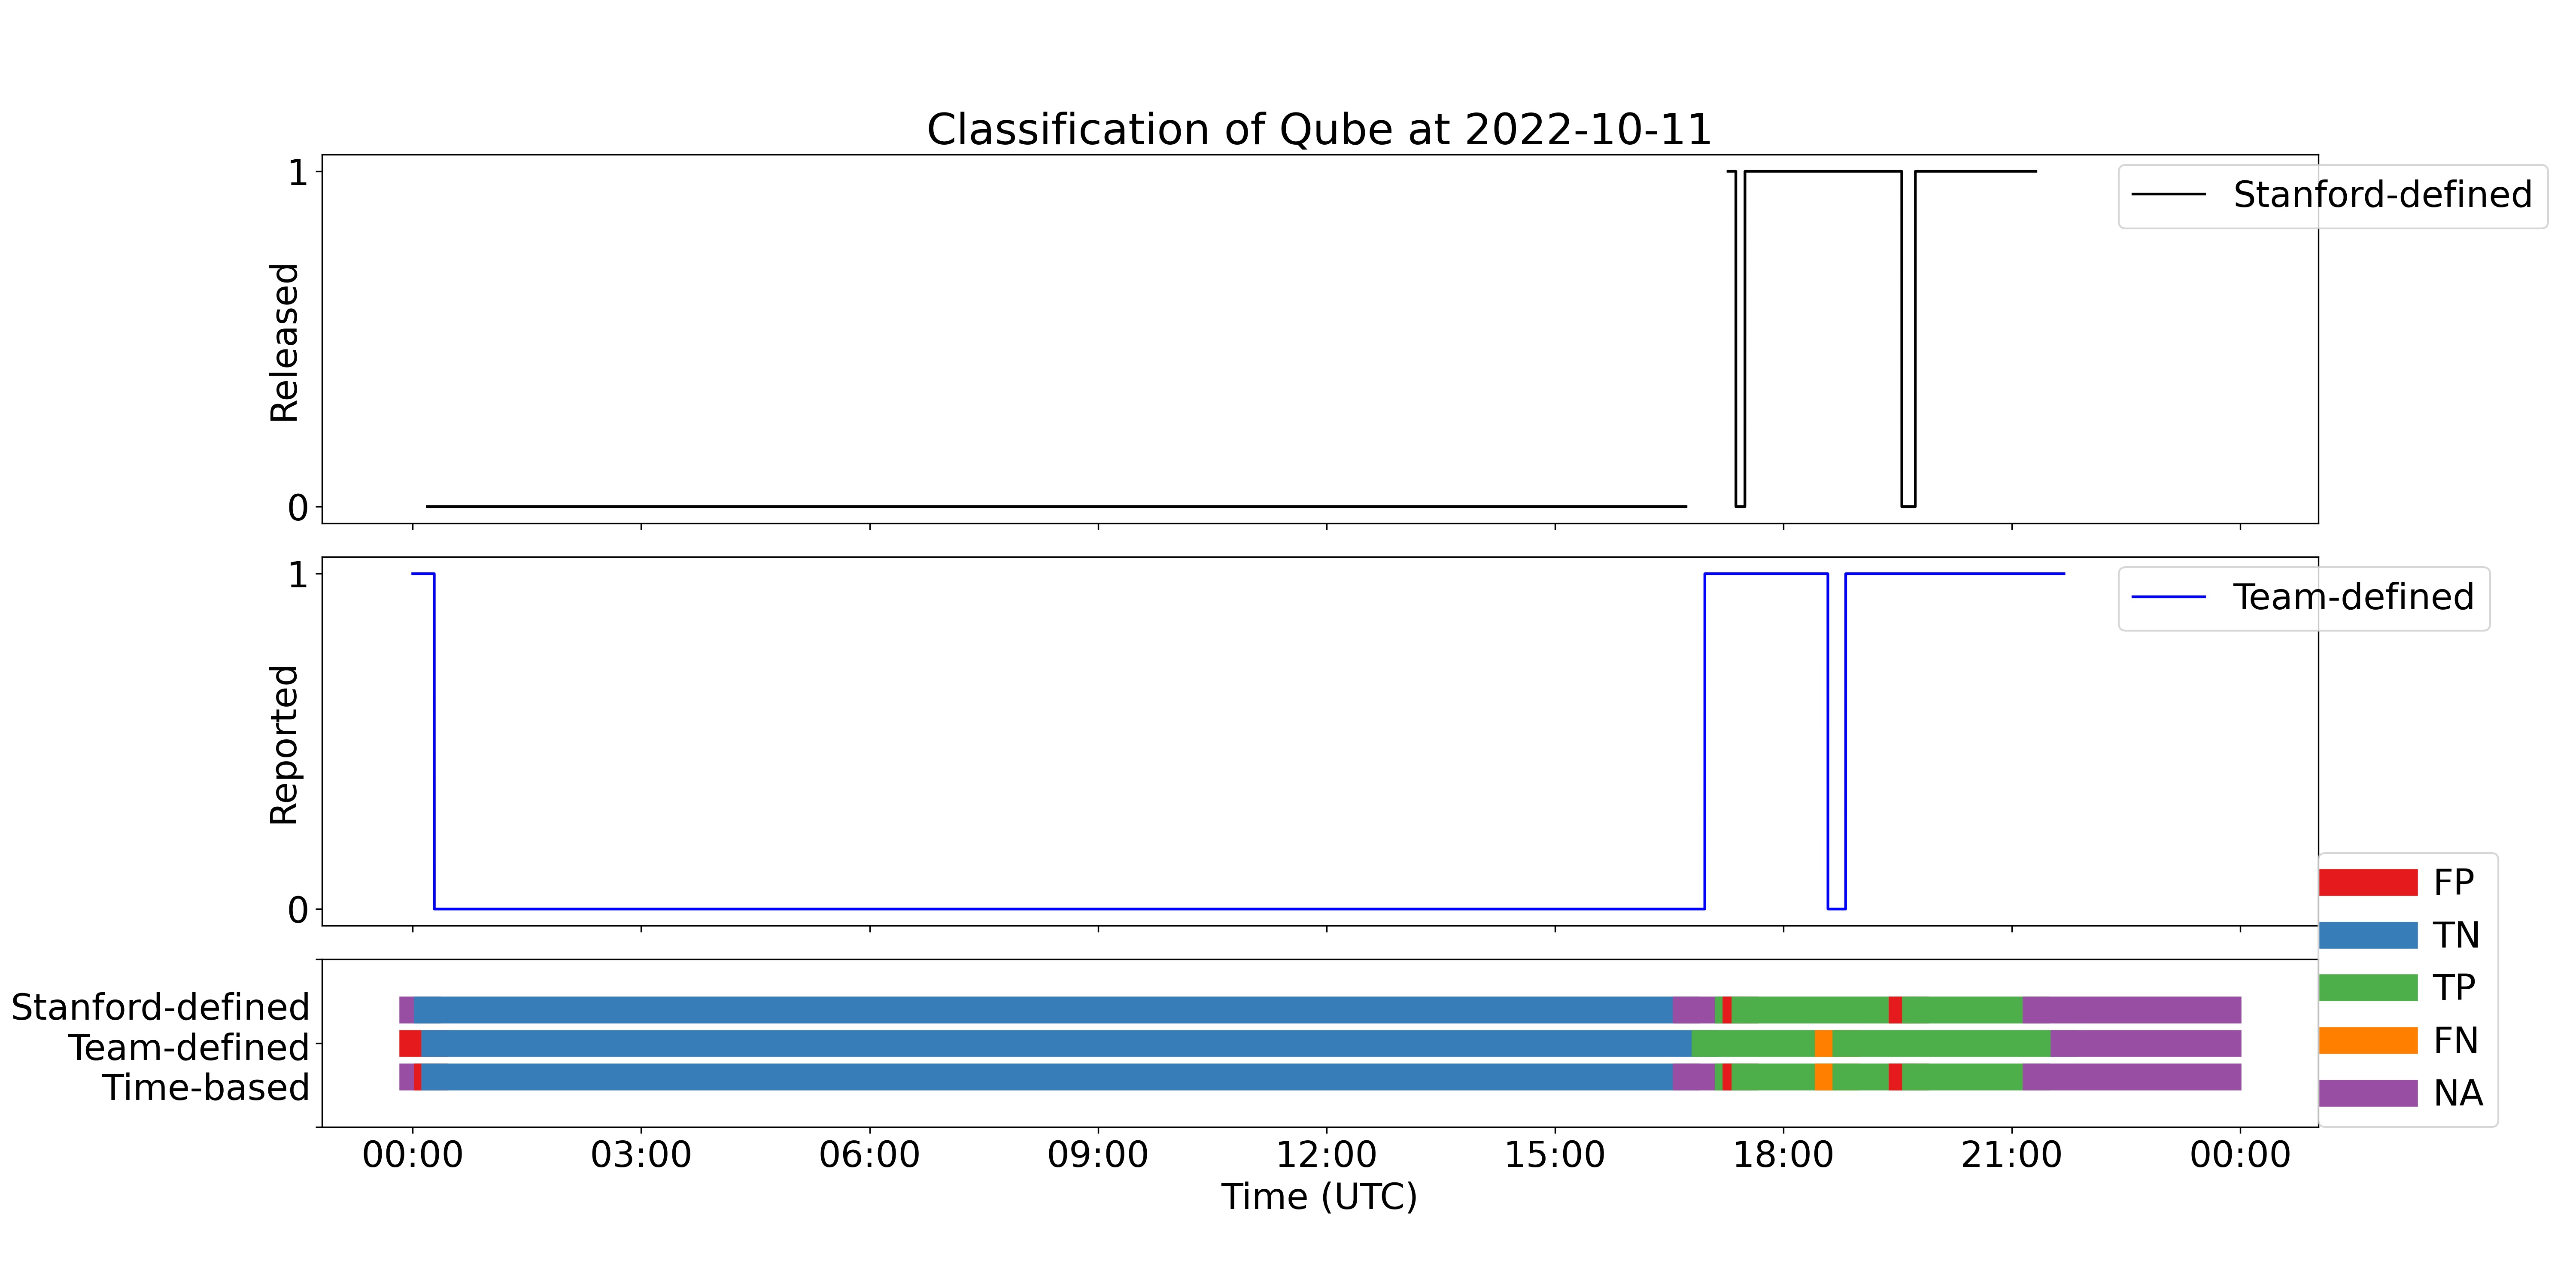 Classification of Qube at 2022-10-11
1
0
Released
Stanford-defined
1
0
Reported
Team-defined
FP
TN
TP
FN
NA
Stanford-defined
Team-defined
Time-based
00:00 03:00 06:00 09:00 12:00 15:00 18:00 21:00 00:00
Time (UTC)